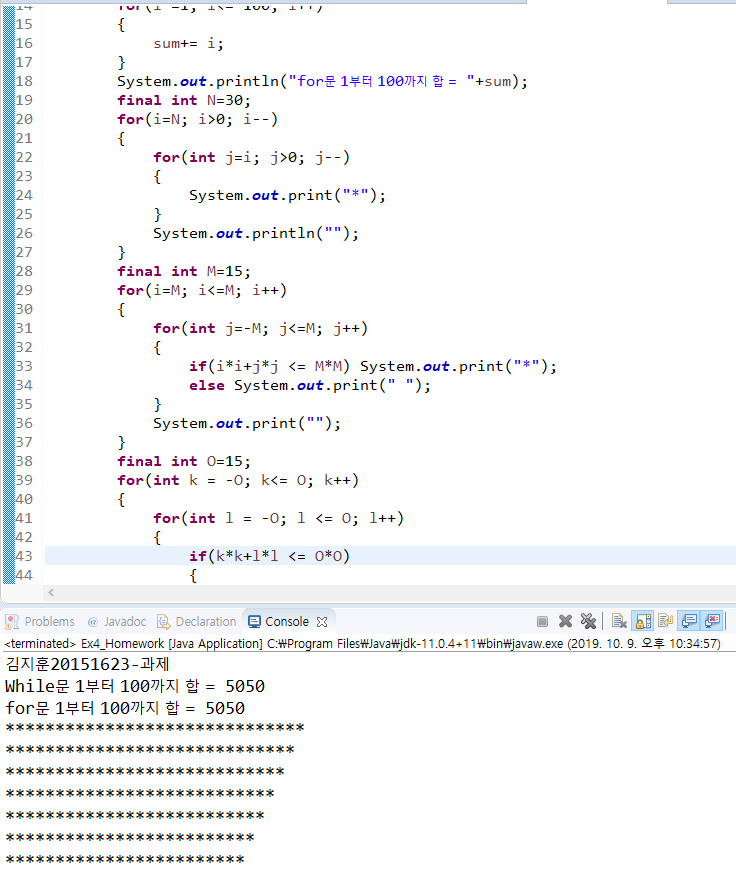 14 for(i =1; i<= 100; i++)
15 {
16 sum+= i;
17 }
18 System.out.println("for문 1부터 100까지 합 = "+sum);
19 final int N=30;
20 for(i=N; i>0; i--)
21 {
22 for(int j=i; j>0; j--)
23 {
24 System.out.print("*");
25 }
26 System.out.println("");
27 }
28 final int M=15;
29 for(i=M; i<=M; i++)
30 {
31 for(int j=-M; j<=M; j++)
32 {
33 if(i*i+j*j <= M*M) System.out.print("*");
34 else System.out.print(" ");
35 }
36 System.out.print("");
37 }
38 final int O=15;
39 for(int k = -O; k<= O; k++)
40 {
41 for(int l = -O; l <= O; l++)
42 {
43 if(k*k+l*l <= O*O)
44 {
Problems @ Javadoc Declaration Console
<terminated> Ex4_Homework [Java Application] C:₩Program Files₩Java₩jdk-11.0.4+11₩bin₩javaw.exe (2019. 10. 9. 오후 10:34:57)
김지훈20151623-과제
While문 1부터 100까지 합 = 5050
for문 1부터 100까지 합 = 5050
******************************
*****************************
****************************
***************************
**************************
*************************
************************